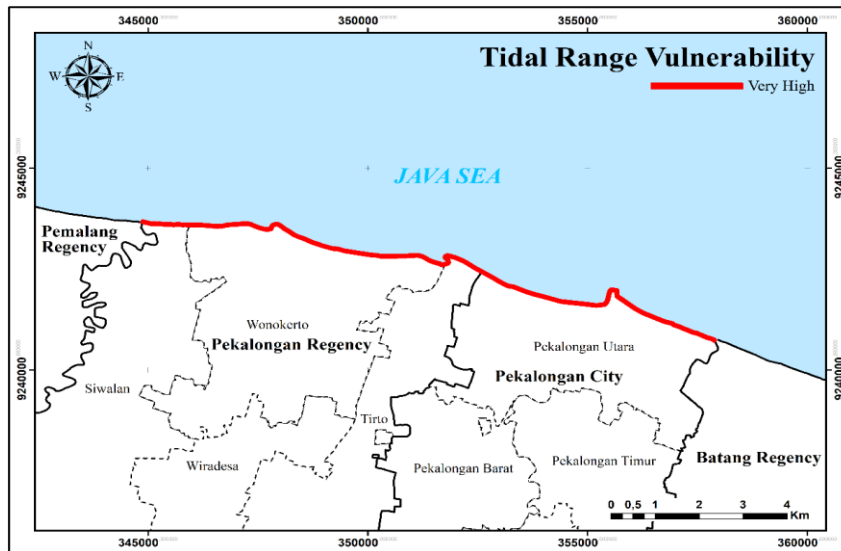 345000 350000 355000 360000
N
W E
S
Tidal Range Vulnerability
Very High
9245000 9245000
JAVA SEA
Pemalang
Regency
Wonokerto
Pekalongan Regency
Pekalongan Utara
Pekalongan City
9240000 9240000
Siwalan
Tirto
Wiradesa
Pekalongan Barat
Pekalongan Timur
Batang Regency
0 0,5 1 2 3 4
Km
345000 350000 355000 360000